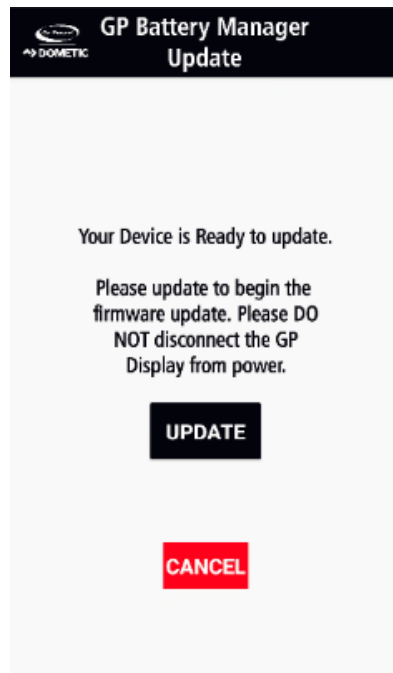 GP Battery Manager
DOMETIC
Update
Your Device is Ready to update.
Please update to begin the
firmware update. Please DO
NOT disconnect the GP
Display from power.
UPDATE
CANCEL